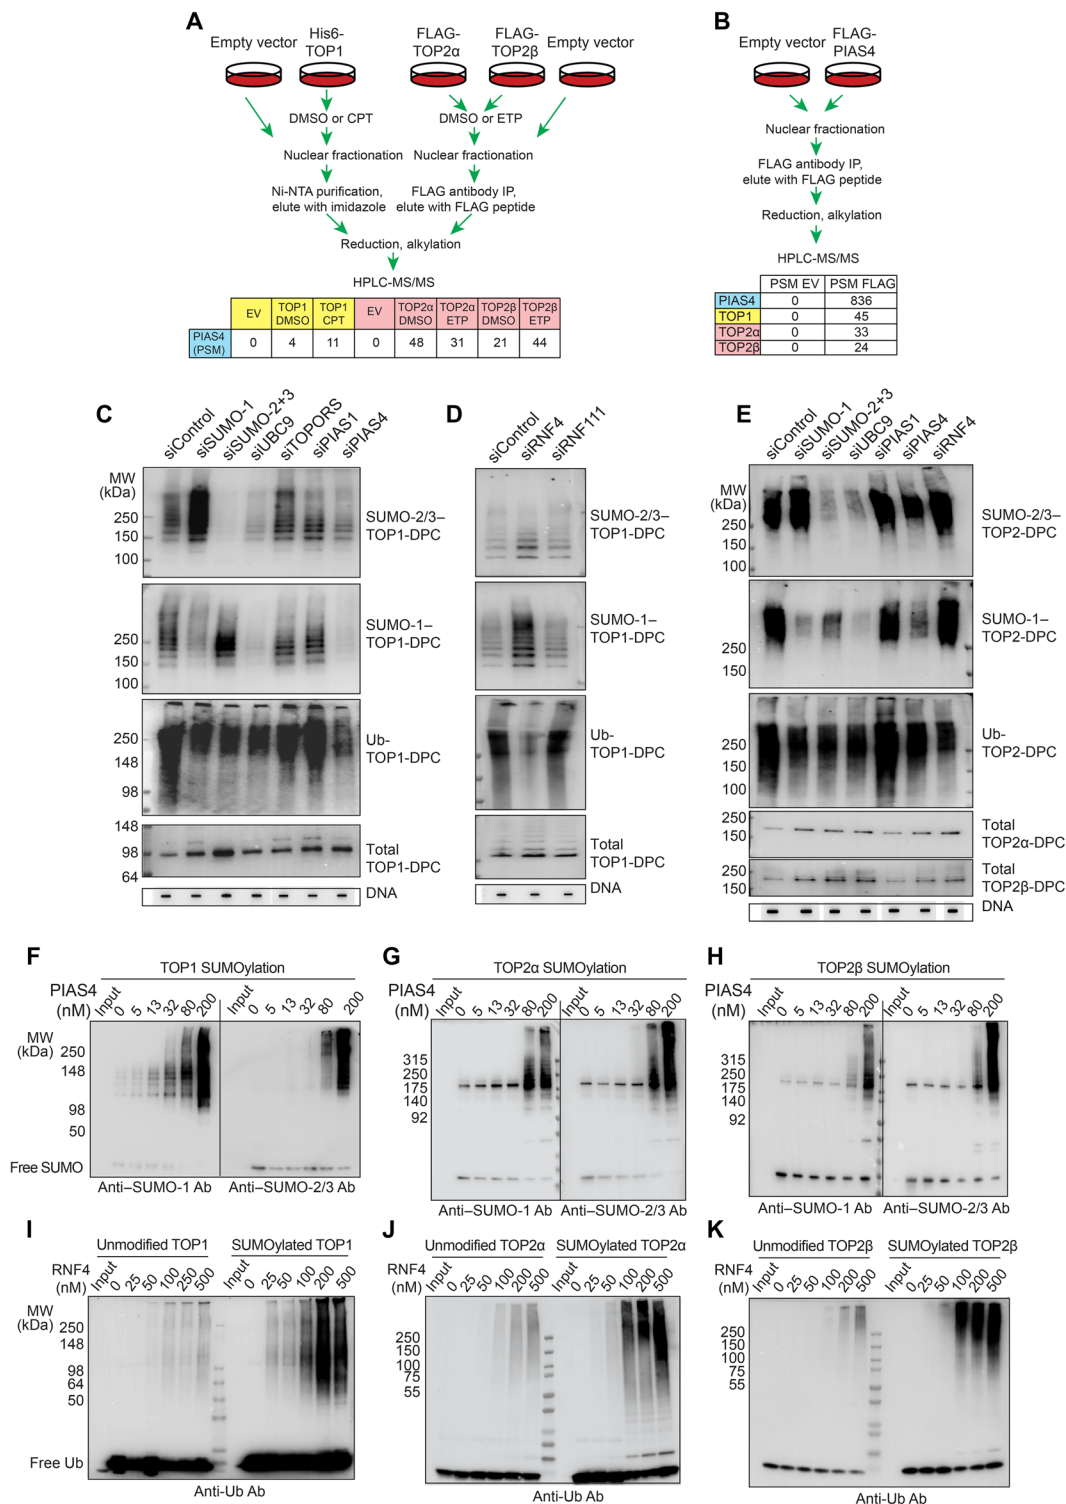 A
Empty vector
His6-
TOP1
FLAG-
TOP2α
FLAG-
TOP2β
Empty vector
DMSO or CPT
DMSO or ETP
Nuclear fractionation
Nuclear fractionation
Ni-NTA purification,
elute with imidazole
FLAG antibody IP,
elute with FLAG peptide
Reduction, alkylation
HPLC-MS/MS
EV
TOP1 DMSO
TOP1 CPT
EV
TOP2α DMSO
TOP2α ETP
TOP2β DMSO
TOP2β ETP
PIAS4 (PSM)
0 4 11 0 48 31 21 44
B
Empty vector
FLAG-
PIAS4
Nuclear fractionation
FLAG antibody IP,
elute with FLAG peptide
Reduction, alkylation
HPLC-MS/MS
PSM EV PSM FLAG
PIAS4 0 836
TOP1 0 45
TOP2α 0 33
TOP2β 0 24
C
siControl
siSUMO-1
siSUMO-2+3
siUBC9
siTOPORS
siPIAS1
siPIAS4
MW
(kDa)
250
150
100
SUMO-2/3–
TOP1-DPC
250
150
100
SUMO-1–
TOP1-DPC
250
148
98
Ub-
TOP1-DPC
148
98
64
Total
TOP1-DPC
DNA
D
siControl
siRNF4
siRNF111
SUMO-2/3–
TOP1-DPC
SUMO-1–
TOP1-DPC
Ub-
TOP1-DPC
Total
TOP1-DPC
DNA
E
siControl
siSUMO-1
siSUMO-2+3
siUBC9
siPIAS1
siPIAS4
siRNF4
MW
(kDa)
250
150
100
SUMO-2/3–
TOP2-DPC
250
150
SUMO-1–
TOP2-DPC
250
150
100
Ub-
TOP2-DPC
250
150
Total
TOP2α-DPC
250
150
Total
TOP2β-DPC
DNA
F
TOP1 SUMOylation
PIAS4
(nM)
Input 0 5 13 32 80 200
Input 0 5 13 32 80 200
MW
(kDa)
250
148
98
50
Free SUMO
Anti–SUMO-1 Ab
Anti–SUMO-2/3 Ab
G
TOP2α SUMOylation
PIAS4
(nM)
Input 0 5 13 32 80 200
Input 0 5 13 32 80 200
315
250
175
140
92
Anti–SUMO-1 Ab
Anti–SUMO-2/3 Ab
H
TOP2β SUMOylation
PIAS4
(nM)
Input 0 5 13 32 80 200
Input 0 5 13 32 80 200
315
250
175
140
92
Anti–SUMO-1 Ab
Anti–SUMO-2/3 Ab
I
Unmodified TOP1
SUMOylated TOP1
RNF4
(nM)
Input 0 25 50 100 250 500
Input 0 25 50 100 200 500
MW
(kDa)
250
148
98
64
50
Free Ub
Anti-Ub Ab
J
Unmodified TOP2α
SUMOylated TOP2α
RNF4
(nM)
Input 0 25 50 100 200 500
Input 0 25 50 100 200 500
250
150
100
75
55
Anti-Ub Ab
K
Unmodified TOP2β
SUMOylated TOP2β
RNF4
(nM)
Input 0 25 50 100 200 500
Input 0 25 50 100 200 500
250
150
100
75
55
Anti-Ub Ab